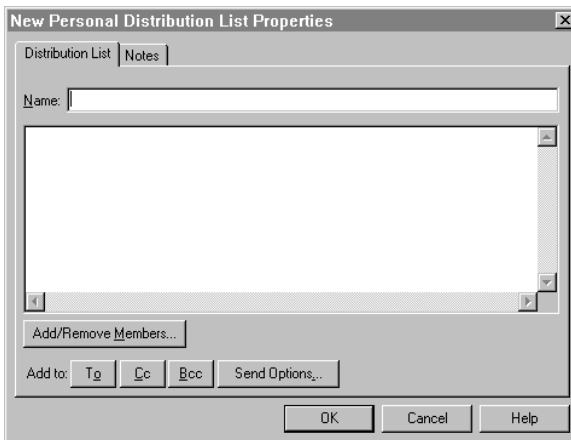 New Personal Distribution List Properties
Distribution List Notes
Name:
Add/Remove Members...
Add to: To Cc Bcc Send Options...
OK Cancel Help